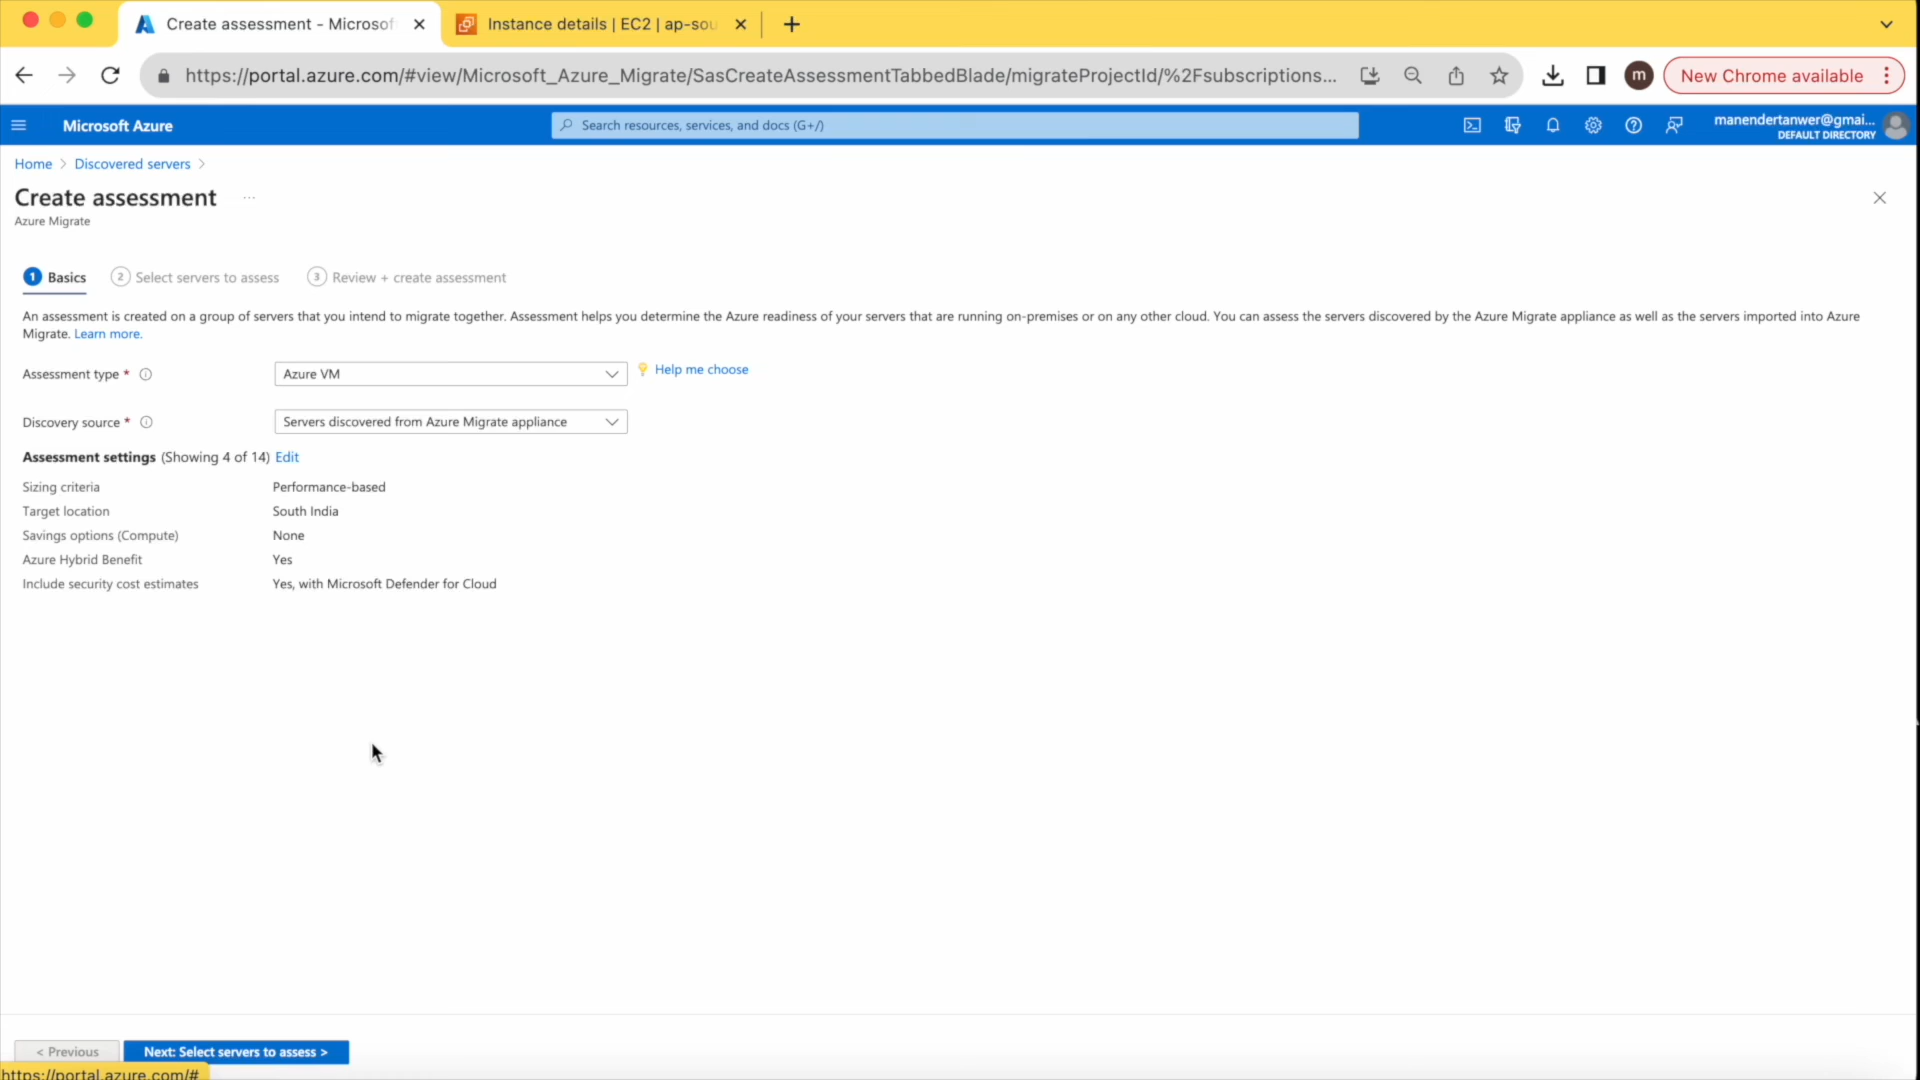 Create assessment - Microsof
Instance details | EC2 | ap-sou
https://portal.azure.com/#view/Microsoft_Azure_Migrate/SasCreateAssessmentTabbedBlade/migrateProjectId/%2Fsubscriptions...
m
New Chrome available
Microsoft Azure
Search resources, services, and docs (G+/)
manendertanwer@gmai...
DEFAULT DIRECTORY
Home > Discovered servers >
Create assessment ...
Azure Migrate
1 Basics
2 Select servers to assess
3 Review + create assessment
An assessment is created on a group of servers that you intend to migrate together. Assessment helps you determine the Azure readiness of your servers that are running on-premises or on any other cloud. You can assess the servers discovered by the Azure Migrate appliance as well as the servers imported into Azure
Migrate. Learn more.
Assessment type * Azure VM Help me choose
Discovery source * Servers discovered from Azure Migrate appliance
Assessment settings (Showing 4 of 14) Edit
Sizing criteria Performance-based
Target location South India
Savings options (Compute) None
Azure Hybrid Benefit Yes
Include security cost estimates Yes, with Microsoft Defender for Cloud
< Previous
Next: Select servers to assess >
https://portal.azure.com/#